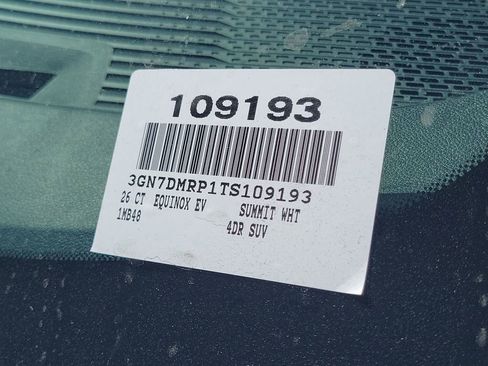 109193
3GN7DMRP1TS109193
26 CT EQUINOX EV SUMMIT WHT
1MB48 4DR SUV